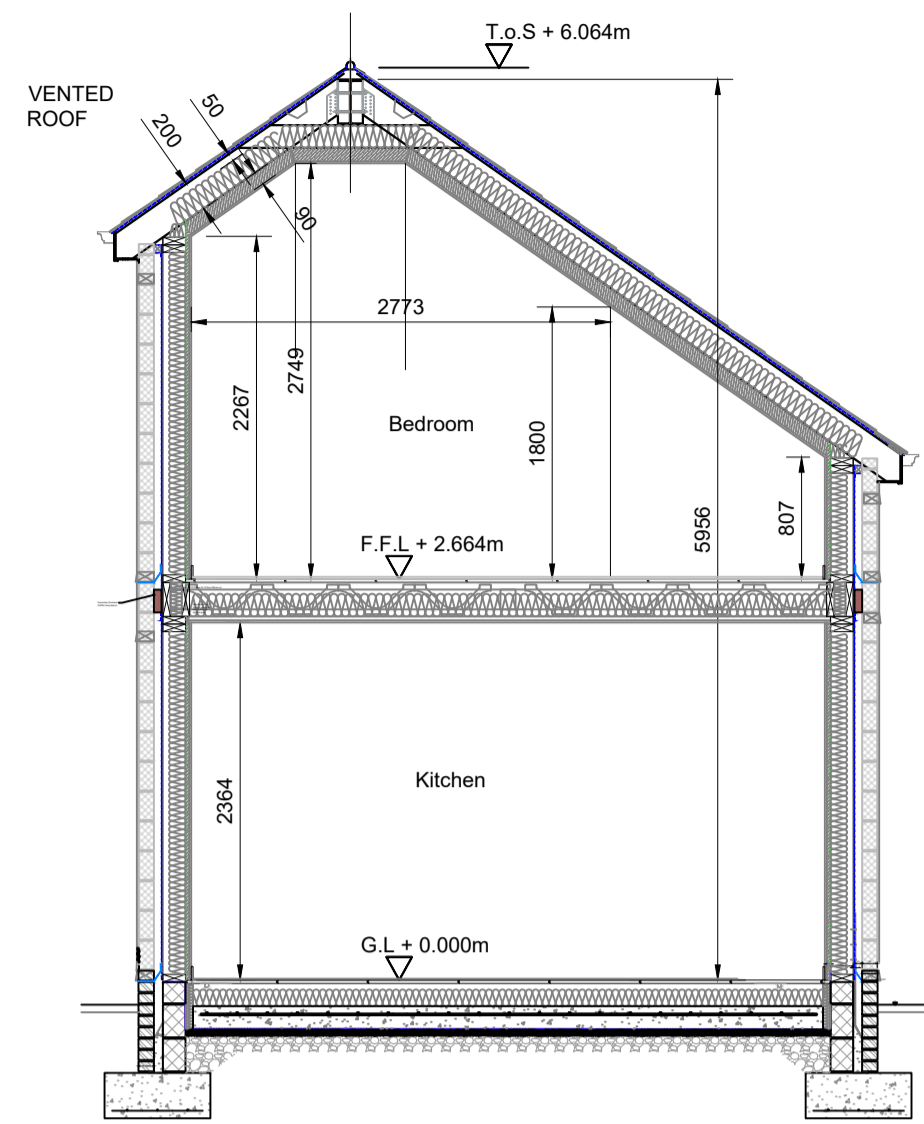 T.o.S + 6.064m
VENTED
ROOF
50
200
90
2773
2267
2749
Bedroom
1800
5956
807
F.F.L + 2.664m
Kitchen
2364
G.L + 0.000m